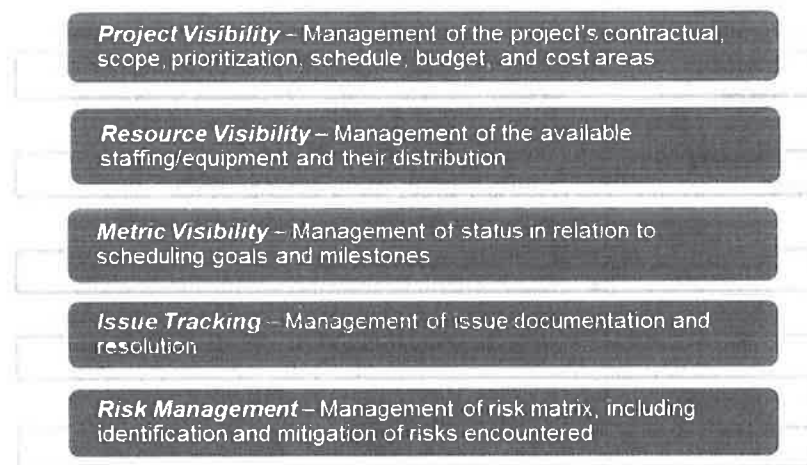 Project Visibility – Management of the project's contractual,
scope, prioritization, schedule, budget, and cost areas
Resource Visibility – Management of the available
staffing/equipment and their distribution
Metric Visibility – Management of status in relation to
scheduling goals and milestones
Issue Tracking – Management of issue documentation and
resolution
Risk Management – Management of risk matrix, including
identification and mitigation of risks encountered